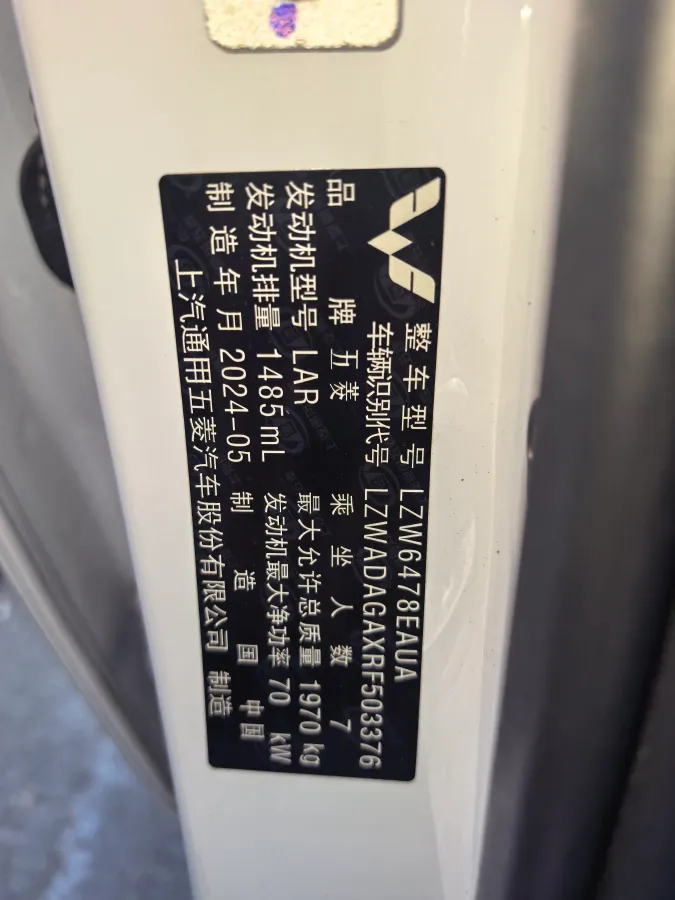 整车型号 LZW6478EAUA
车辆识别代号 LZWADAGAXRF503376
品牌 五菱 乘坐人数 7
发动机型号 LAR 最大允许总质量 1970 kg
发动机排量 1485 mL 发动机最大净功率 70 kW
制造年月 2024-05 制造国 中国
上汽通用五菱汽车股份有限公司 制造